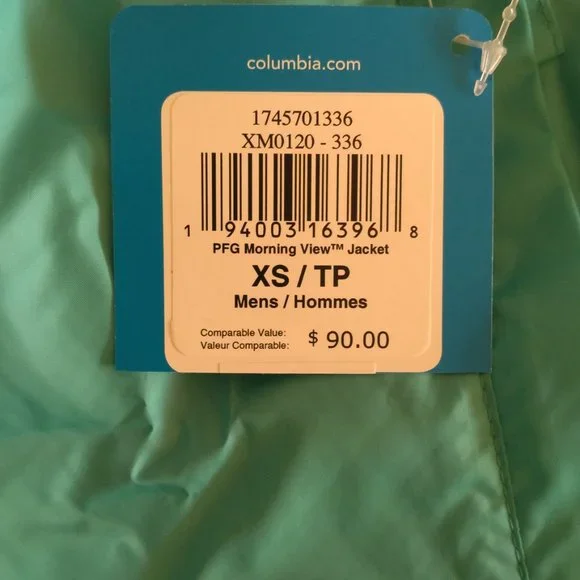 columbia.com
1745701336
XM0120 - 336
1 94003 16396 8
PFG Morning View™ Jacket
XS / TP
Mens / Hommes
Comparable Value:
Valeur Comparable: $ 90.00